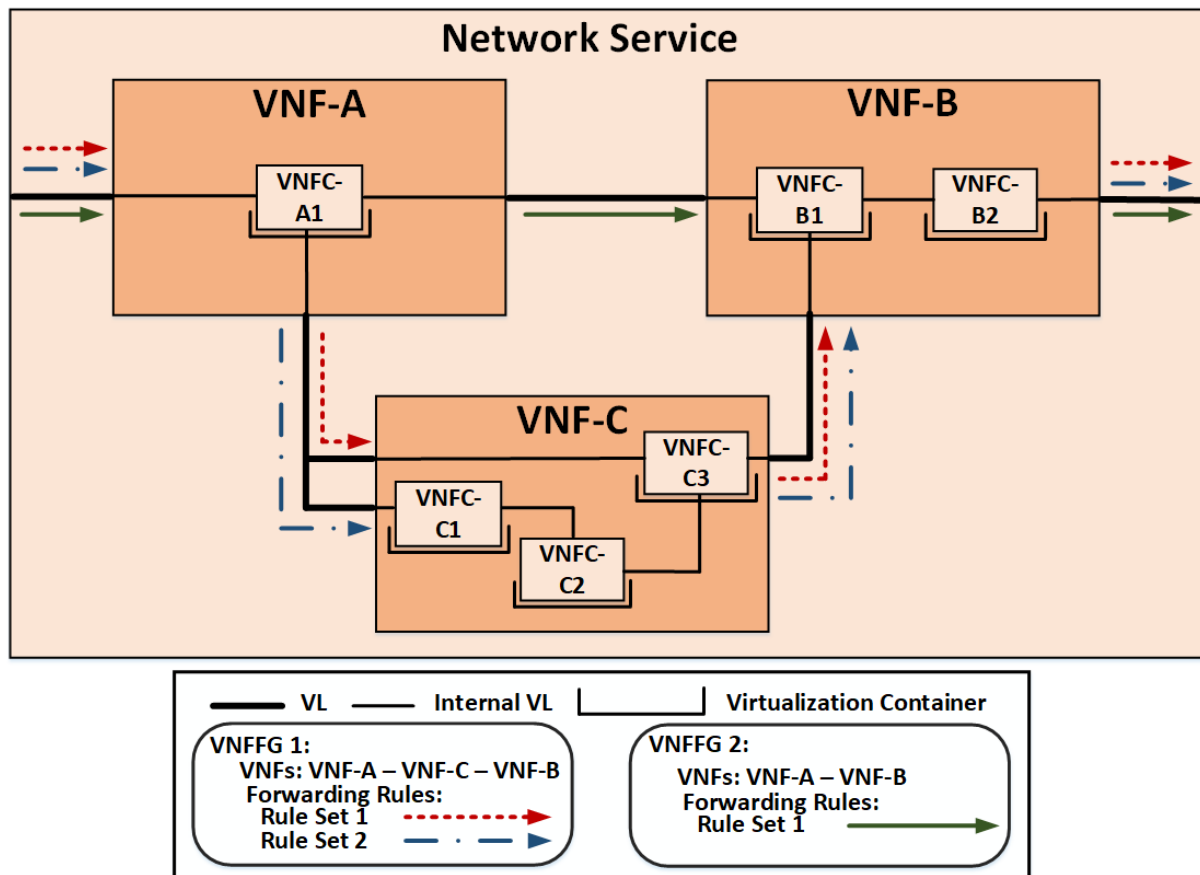 Network Service
VNF-A
VNF-B
VNFC-
A1
VNFC-
B1
VNFC-
B2
VNF-C
VNFC-
C3
VNFC-
C1
VNFC-
C2
VL
Internal VL
Virtualization Container
VNFFG 1:
VNFs: VNF-A – VNF-C – VNF-B
Forwarding Rules:
Rule Set 1
Rule Set 2
VNFFG 2:
VNFs: VNF-A – VNF-B
Forwarding Rules:
Rule Set 1